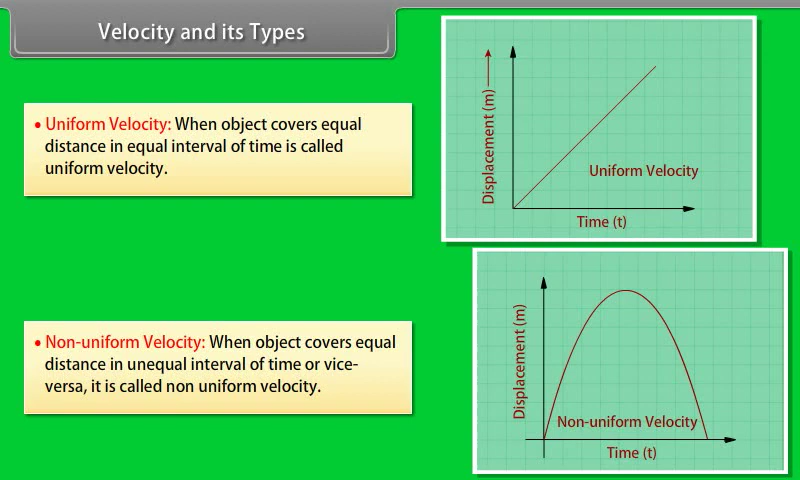 Velocity and its Types
• Uniform Velocity: When object covers equal
distance in equal interval of time is called
uniform velocity.
Displacement (m)
Uniform Velocity
Time (t)
• Non-uniform Velocity: When object covers equal
distance in unequal interval of time or vice-
versa, it is called non uniform velocity.
Displacement (m)
Non-uniform Velocity
Time (t)